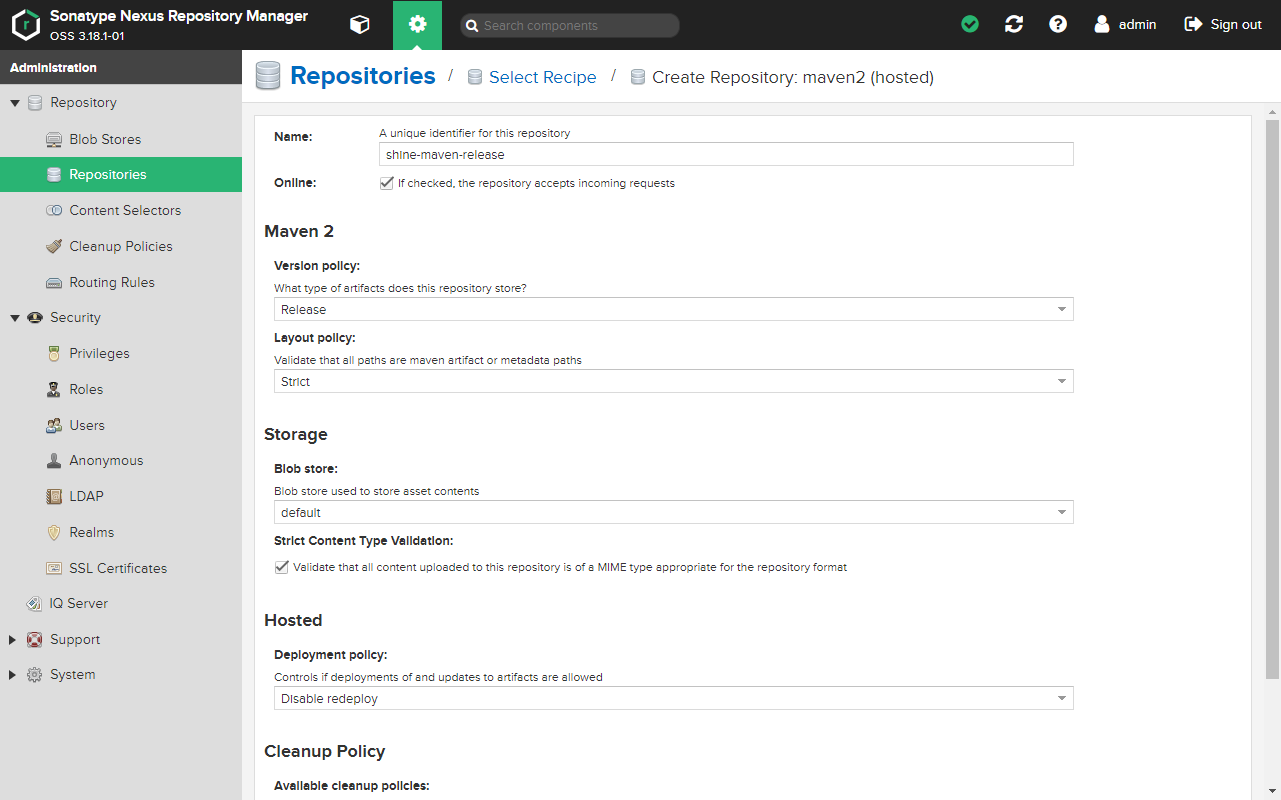 Sonatype Nexus Repository Manager
OSS 3.18.1-01
Search components
admin
Sign out
Administration
Repository
Blob Stores
Repositories
Content Selectors
Cleanup Policies
Routing Rules
Security
Privileges
Roles
Users
Anonymous
LDAP
Realms
SSL Certificates
IQ Server
Support
System
Repositories / Select Recipe / Create Repository: maven2 (hosted)
Name:
A unique identifier for this repository
shine-maven-release
Online:
If checked, the repository accepts incoming requests
Maven 2
Version policy:
What type of artifacts does this repository store?
Release
Layout policy:
Validate that all paths are maven artifact or metadata paths
Strict
Storage
Blob store:
Blob store used to store asset contents
default
Strict Content Type Validation:
Validate that all content uploaded to this repository is of a MIME type appropriate for the repository format
Hosted
Deployment policy:
Controls if deployments of and updates to artifacts are allowed
Disable redeploy
Cleanup Policy
Available cleanup policies: